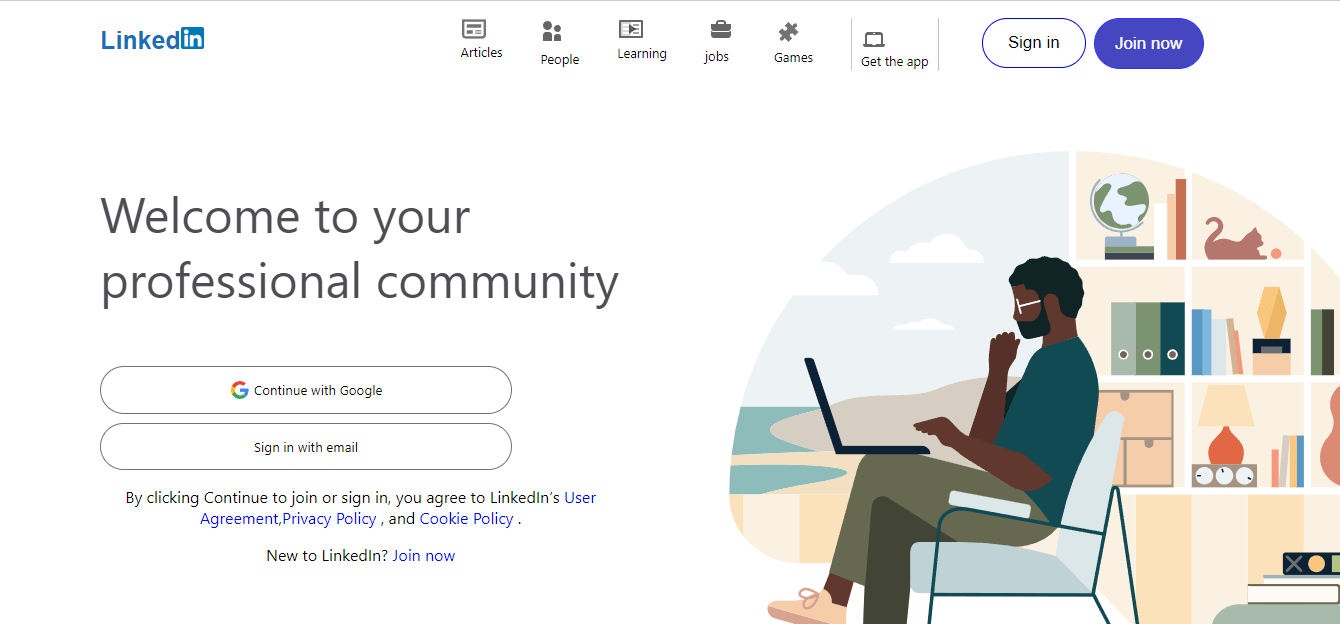 Linkedin
Articles
People
Learning
jobs
Games
Get the app
Sign in
Join now
Welcome to your
professional community
Continue with Google
Sign in with email
By clicking Continue to join or sign in, you agree to LinkedIn’s User
Agreement,Privacy Policy , and Cookie Policy .
New to LinkedIn? Join now